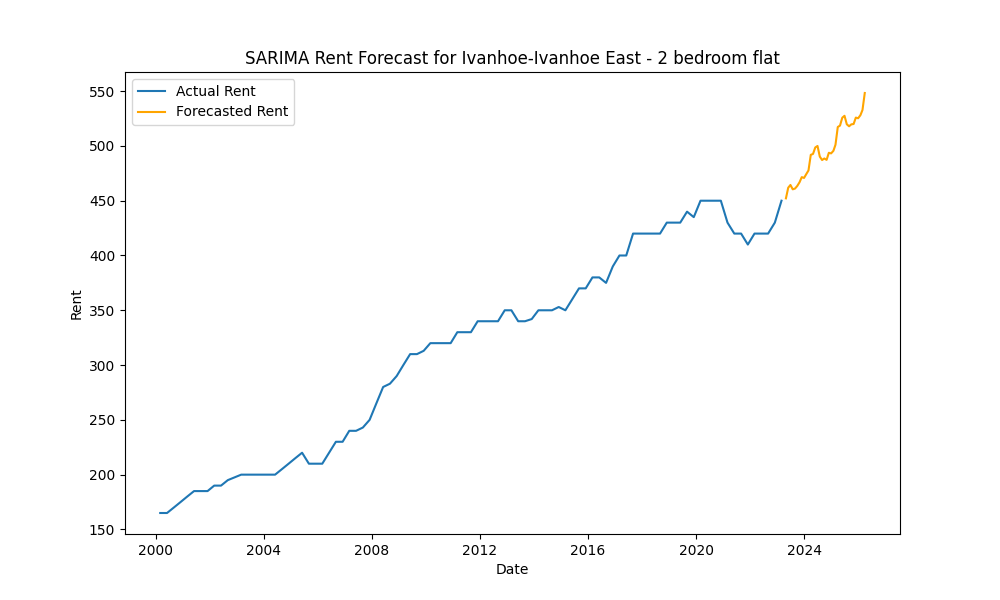 SARIMA Rent Forecast for Ivanhoe-Ivanhoe East - 2 bedroom flat
Actual Rent
Forecasted Rent
550
500
450
400
350
300
250
200
150
Rent
2000 2004 2008 2012 2016 2020 2024
Date